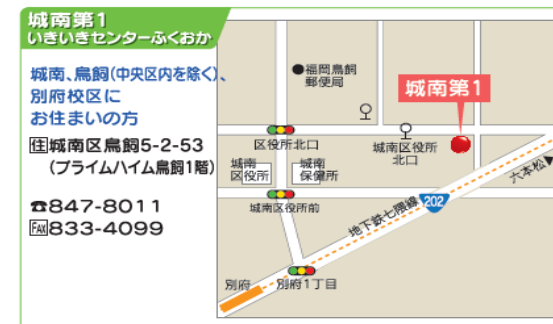 城南第1
いきいきセンターふくおか
城南、鳥飼(中央区内を除く)、
別府校区に
お住まいの方
住城南区鳥飼5-2-53
(プライムハイム鳥飼1階)
☎847-8011
FAX833-4099
●福岡鳥飼
郵便局
城南第1
区役所北口
城南区役所
北口
城南
区役所
城南
保健所
六本松▶
城南区役所前
202
地下鉄七隈線
別府
別府1丁目